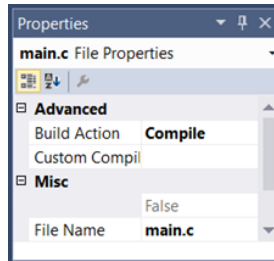 Properties
main.c File Properties
Advanced
Build Action Compile
Custom Compil
Misc
False
File Name main.c